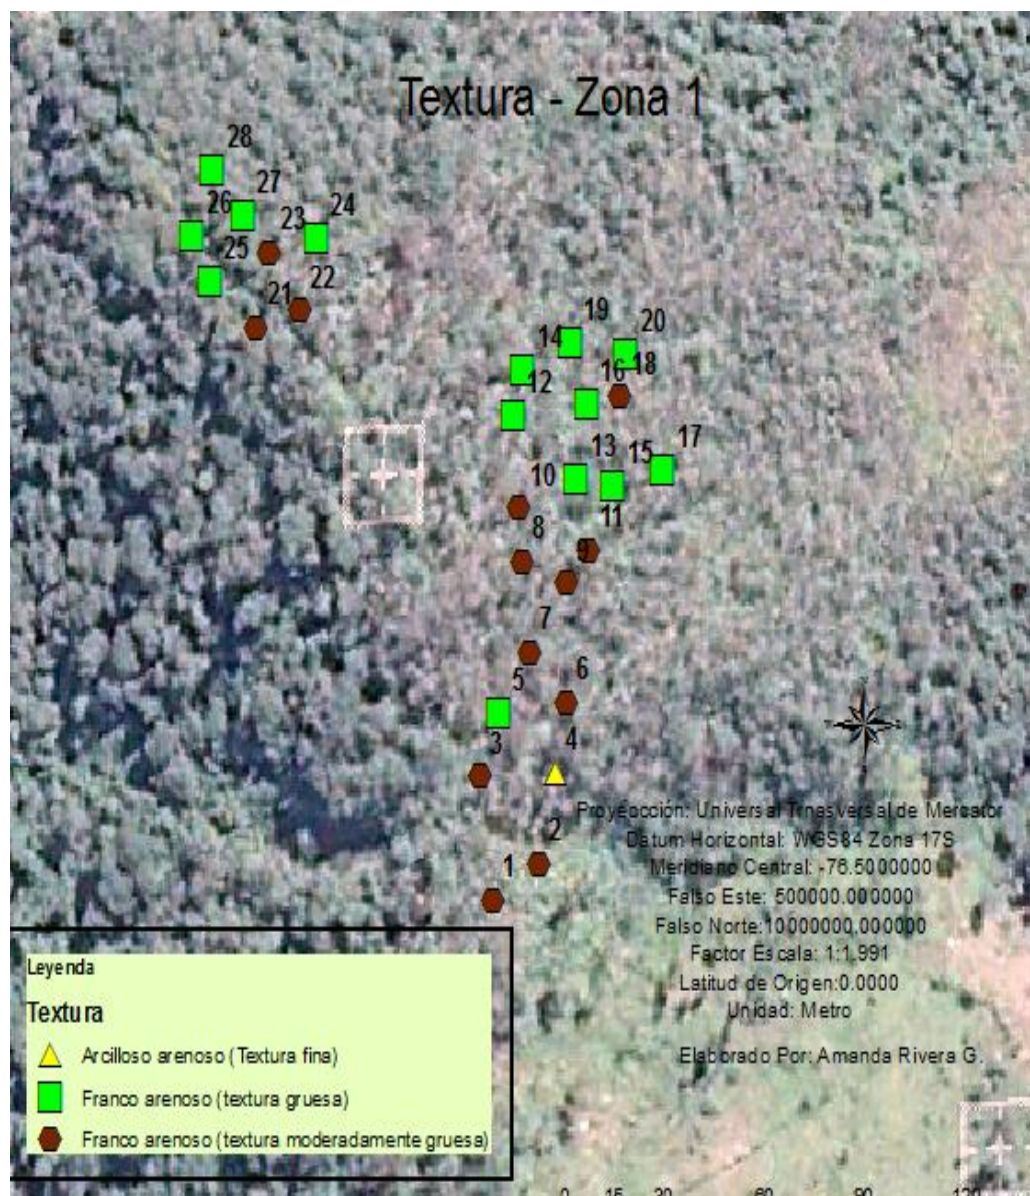 Textura - Zona 1
28
27
26
23
24
25
22
21
19
20
14
18
16
12
17
13
15
10
11
8
9
7
6
5
4
3
2
1
Proyeocción: Universal Trnasversal de Mercator
Datum Horizontal: WGS84 Zona 17S
Meridiano Central: -76.5000000
Falso Este: 500000.000000
Falso Norte:10000000.000000
Factor Escala: 1:1.991
Latitud de Origen:0.0000
Unidad: Metro
Elaborado Por: Amanda Rivera G.
Leyenda
Textura
Arcilloso arenoso (Textura fina)
Franco arenoso (textura gruesa)
Franco arenoso (textura moderadamente gruesa)
0 15 30 60 90 120